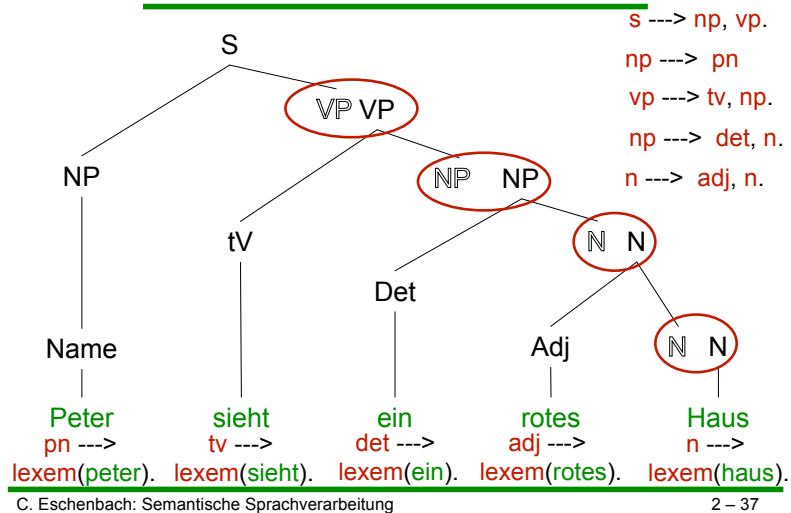 s ---> np, vp.
S
np ---> pn
VP VP
vp ---> tv, np.
np ---> det, n.
NP
NP NP
n ---> adj, n.
tV
N N
Det
Name
Adj
N N
Peter sieht ein rotes Haus
pn ---> tv ---> det ---> adj ---> n --->
lexem(peter). lexem(sieht). lexem(ein). lexem(rotes). lexem(haus).
C. Eschenbach: Semantische Sprachverarbeitung 2 – 37